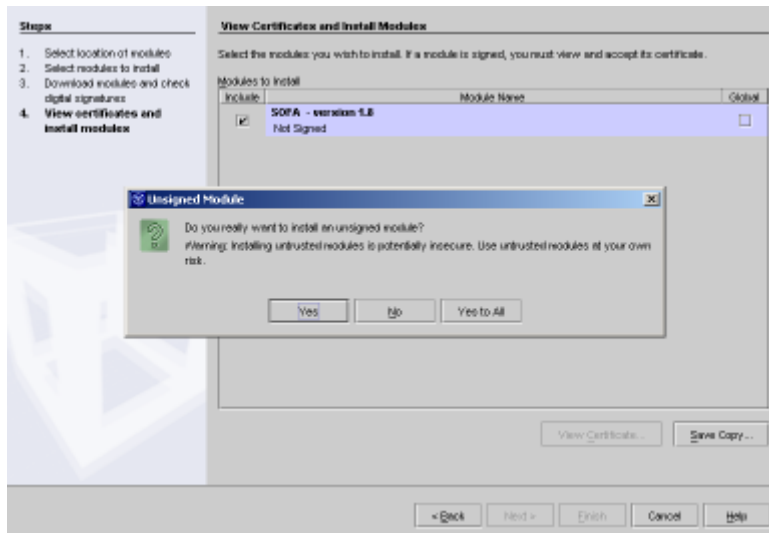 Steps
1. Select location of modules
2. Select modules to install
3. Download modules and check
digital signatures
4. View certificates and
install modules
View Certificates and Install Modules
Select the modules you wish to install. If a module is signed, you must view and accept its certificate.
Modules to Install
Include Module Name Global
SOFA - version 1.8
Not Signed
Unsigned Module
Do you really want to install an unsigned module?
Warning: Installing untrusted modules is potentially insecure. Use untrusted modules at your own
risk.
Yes No Yes to All
View Certificate... Save Copy...
< Back Next > Finish Cancel Help